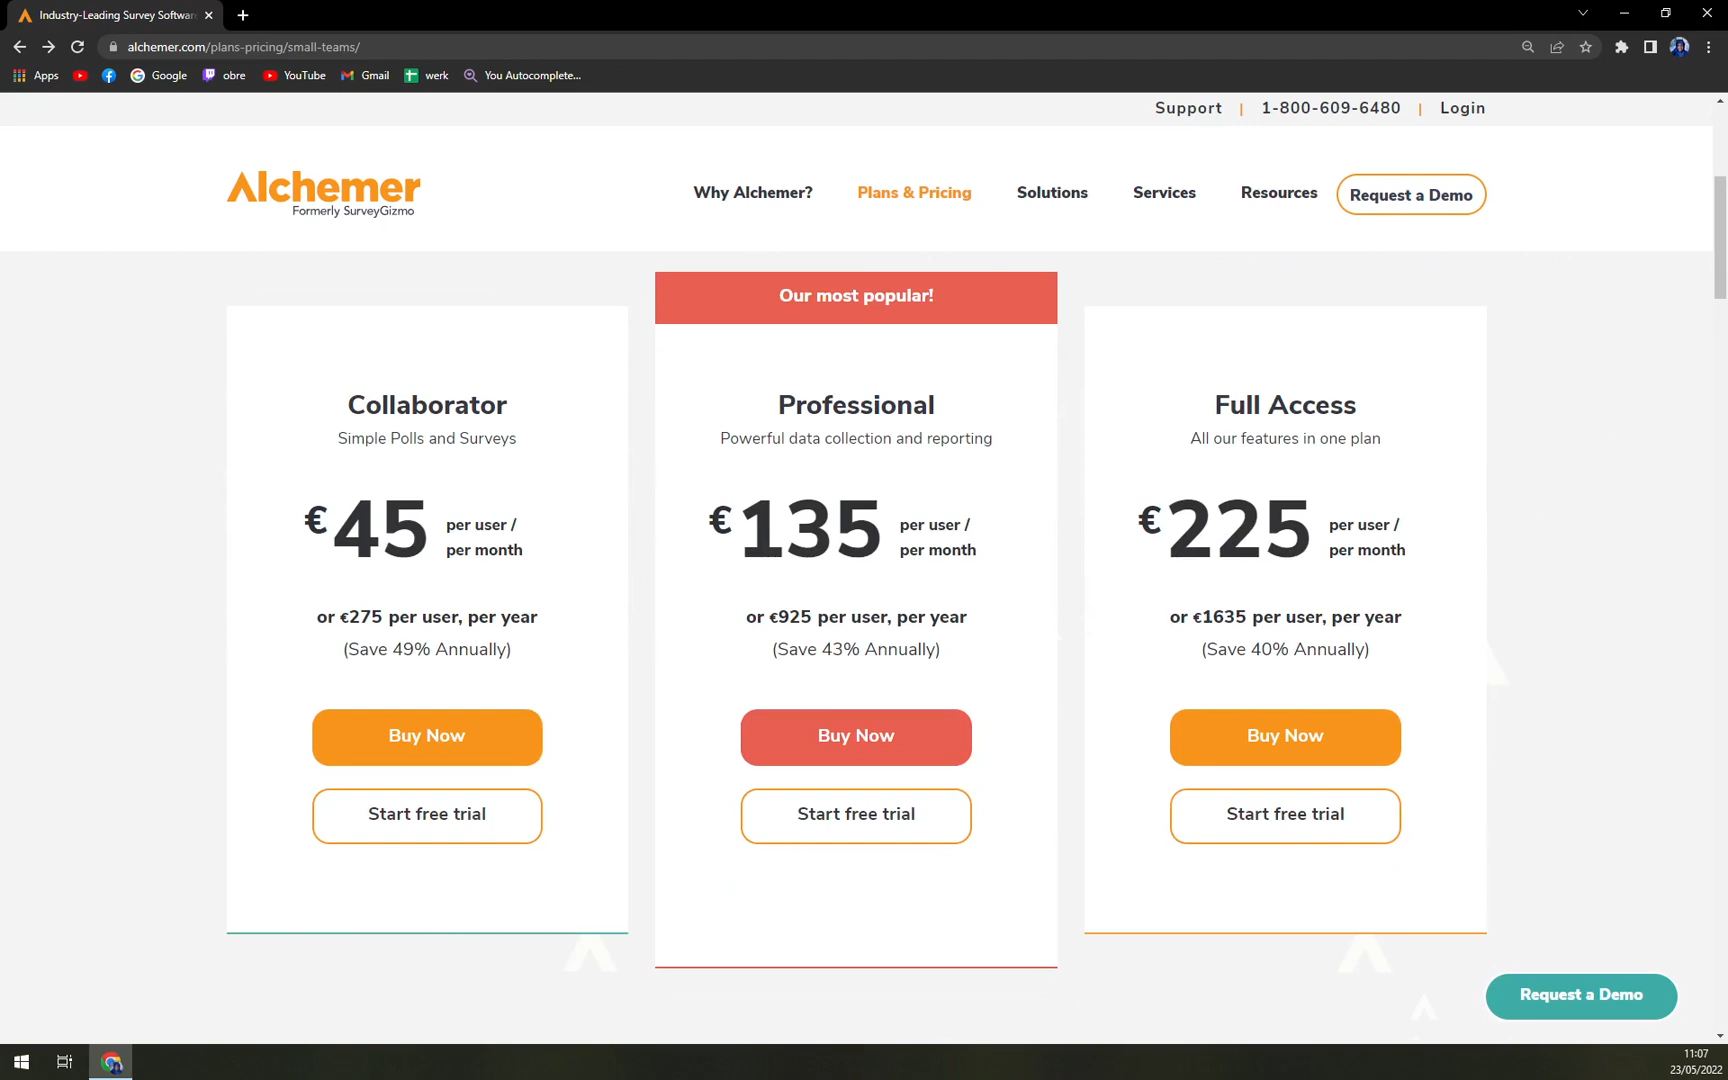 Industry-Leading Survey Softwar
alchemer.com/plans-pricing/small-teams/
Apps
Google
obre
YouTube
Gmail
werk
You Autocomplete...
Support | 1-800-609-6480 | Login
Alchemer
Formerly SurveyGizmo
Why Alchemer?
Plans & Pricing
Solutions
Services
Resources
Request a Demo
Our most popular!
Collaborator
Simple Polls and Surveys
€45 per user /
per month
or €275 per user, per year
(Save 49% Annually)
Buy Now
Start free trial
Professional
Powerful data collection and reporting
€135 per user /
per month
or €925 per user, per year
(Save 43% Annually)
Buy Now
Start free trial
Full Access
All our features in one plan
€225 per user /
per month
or €1635 per user, per year
(Save 40% Annually)
Buy Now
Start free trial
Request a Demo
11:07
23/05/2022